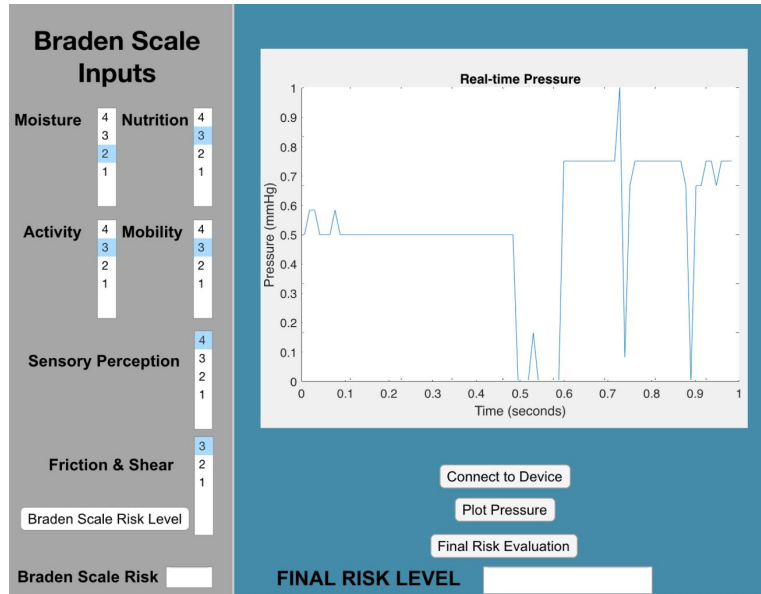 Braden Scale
Inputs
Moisture
4
3
2
1
Nutrition
4
3
2
1
Activity
4
3
2
1
Mobility
4
3
2
1
Sensory Perception
4
3
2
1
Friction & Shear
3
2
1
Braden Scale Risk Level
Braden Scale Risk
Real-time Pressure
Pressure (mmHg)
1
0.9
0.8
0.7
0.6
0.5
0.4
0.3
0.2
0.1
0
0 0.1 0.2 0.3 0.4 0.5 0.6 0.7 0.8 0.9 1
Time (seconds)
Connect to Device
Plot Pressure
Final Risk Evaluation
FINAL RISK LEVEL